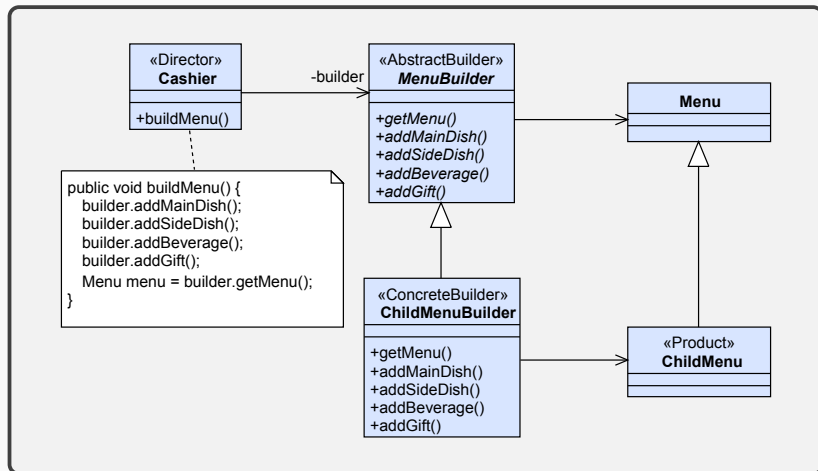 «Director»
Cashier
+buildMenu()
-builder
«AbstractBuilder»
MenuBuilder
+getMenu()
+addMainDish()
+addSideDish()
+addBeverage()
+addGift()
Menu
public void buildMenu() {
builder.addMainDish();
builder.addSideDish();
builder.addBeverage();
builder.addGift();
Menu menu = builder.getMenu();
}
«ConcreteBuilder»
ChildMenuBuilder
+getMenu()
+addMainDish()
+addSideDish()
+addBeverage()
+addGift()
«Product»
ChildMenu